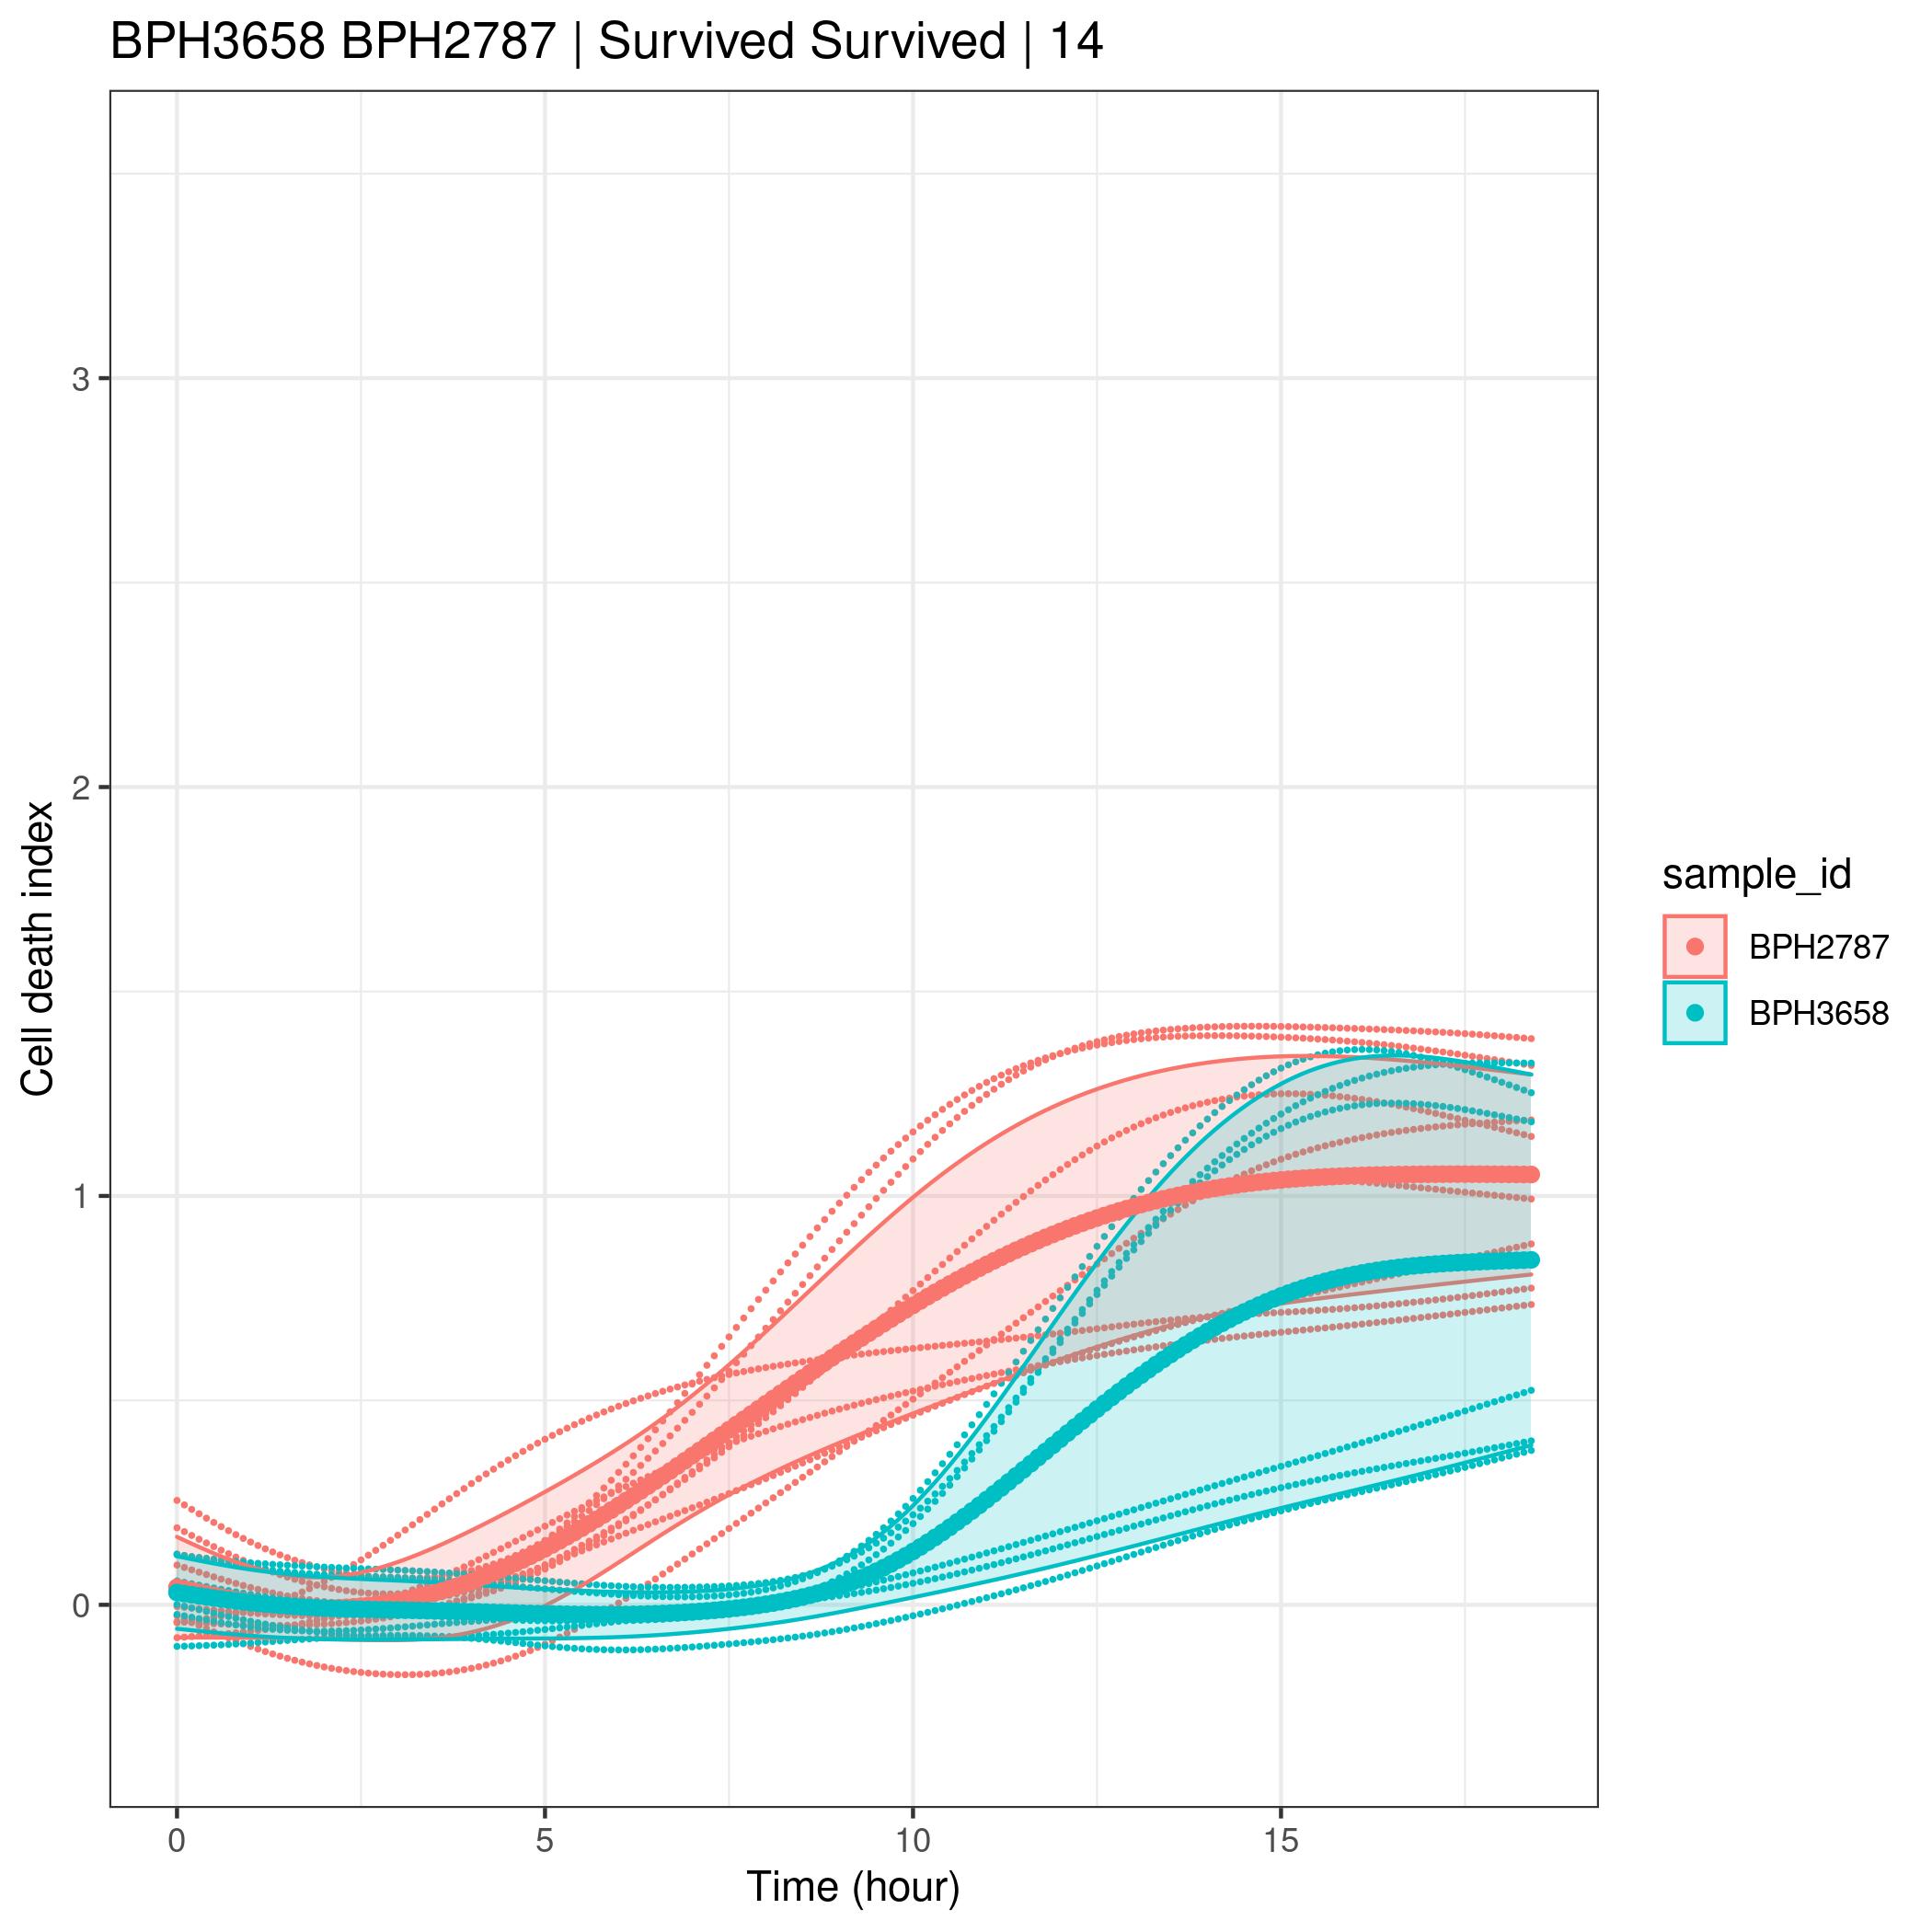 BPH3658 BPH2787 | Survived Survived | 14
Cell death index
3
2
1
0
0 5 10 15
Time (hour)
sample_id
BPH2787
BPH3658